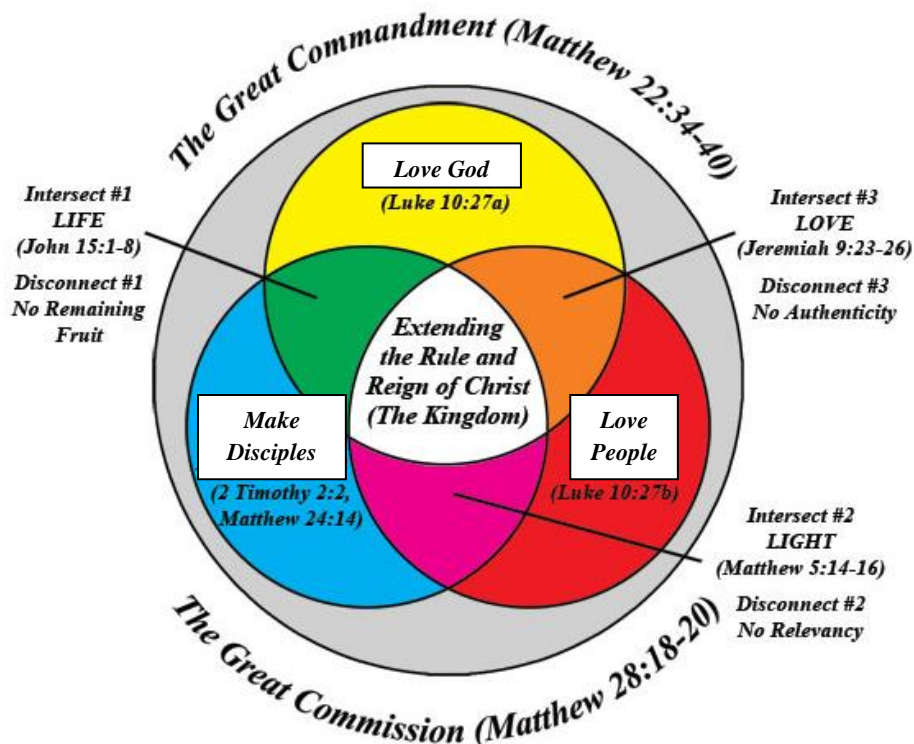 The Great Commandment (Matthew 22:34-40)
Love God
(Luke 10:27a)
Intersect #1
LIFE
(John 15:1-8)
Disconnect #1
No Remaining
Fruit
Intersect #3
LOVE
(Jeremiah 9:23-26)
Disconnect #3
No Authenticity
Extending
the Rule and
Reign of Christ
(The Kingdom)
Make
Disciples
(2 Timothy 2:2,
Matthew 24:14)
Love
People
(Luke 10:27b)
Intersect #2
LIGHT
(Matthew 5:14-16)
Disconnect #2
No Relevancy
The Great Commission (Matthew 28:18-20)